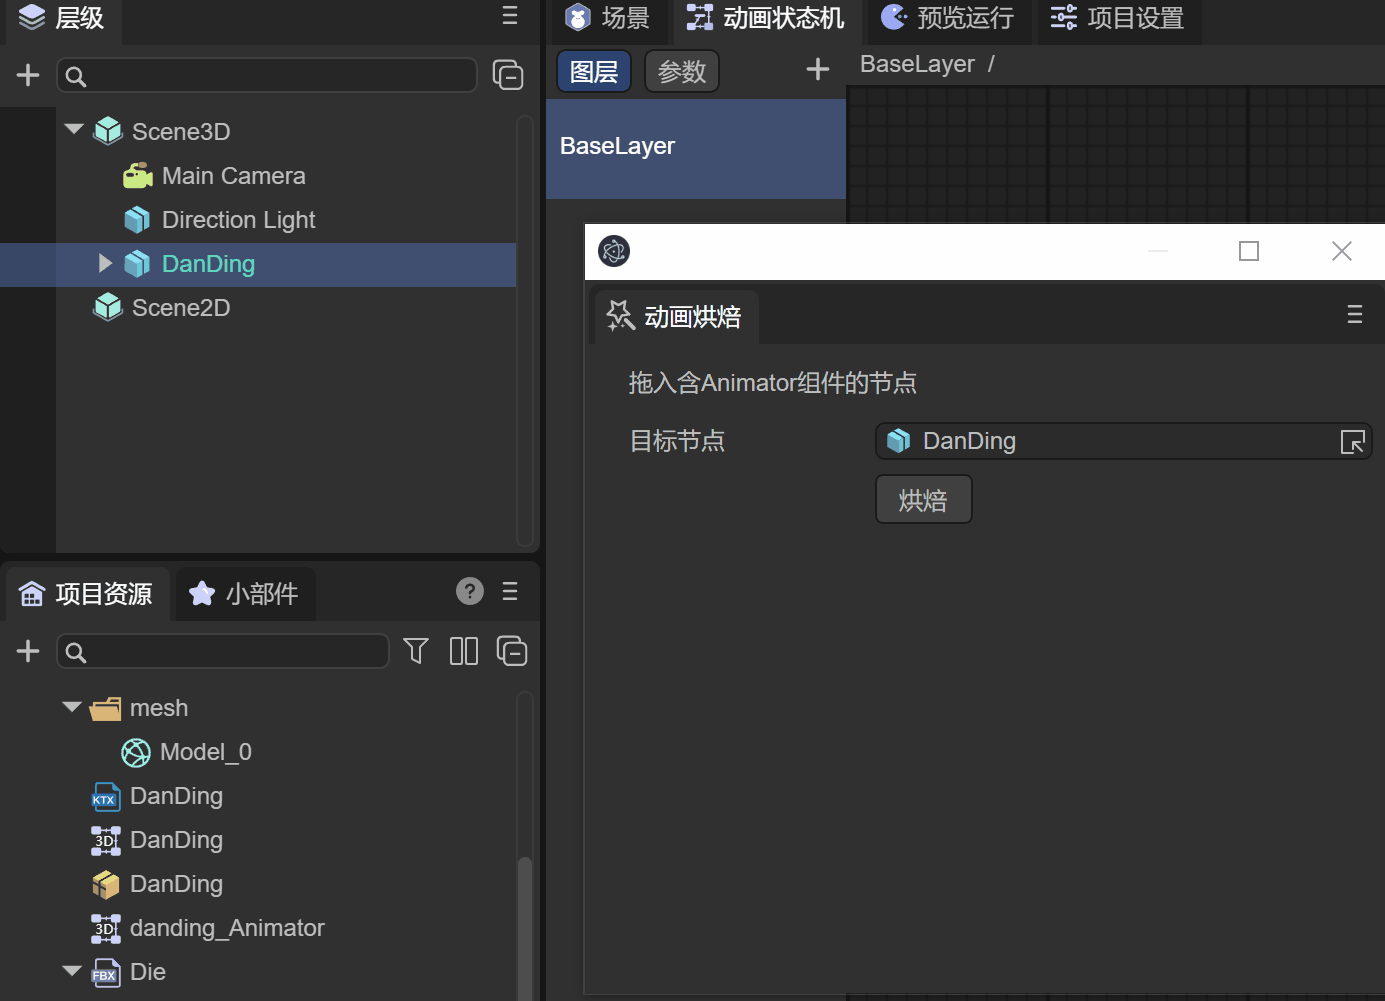 层级
Scene3D
Main Camera
Direction Light
DanDing
Scene2D
项目资源
小部件
?
mesh
Model_0
KTX DanDing
3D DanDing
DanDing
3D danding_Animator
FBX Die
场景
动画状态机
预览运行
项目设置
图层
参数
BaseLayer /
BaseLayer
动画烘焙
拖入含Animator组件的节点
目标节点
DanDing
烘焙